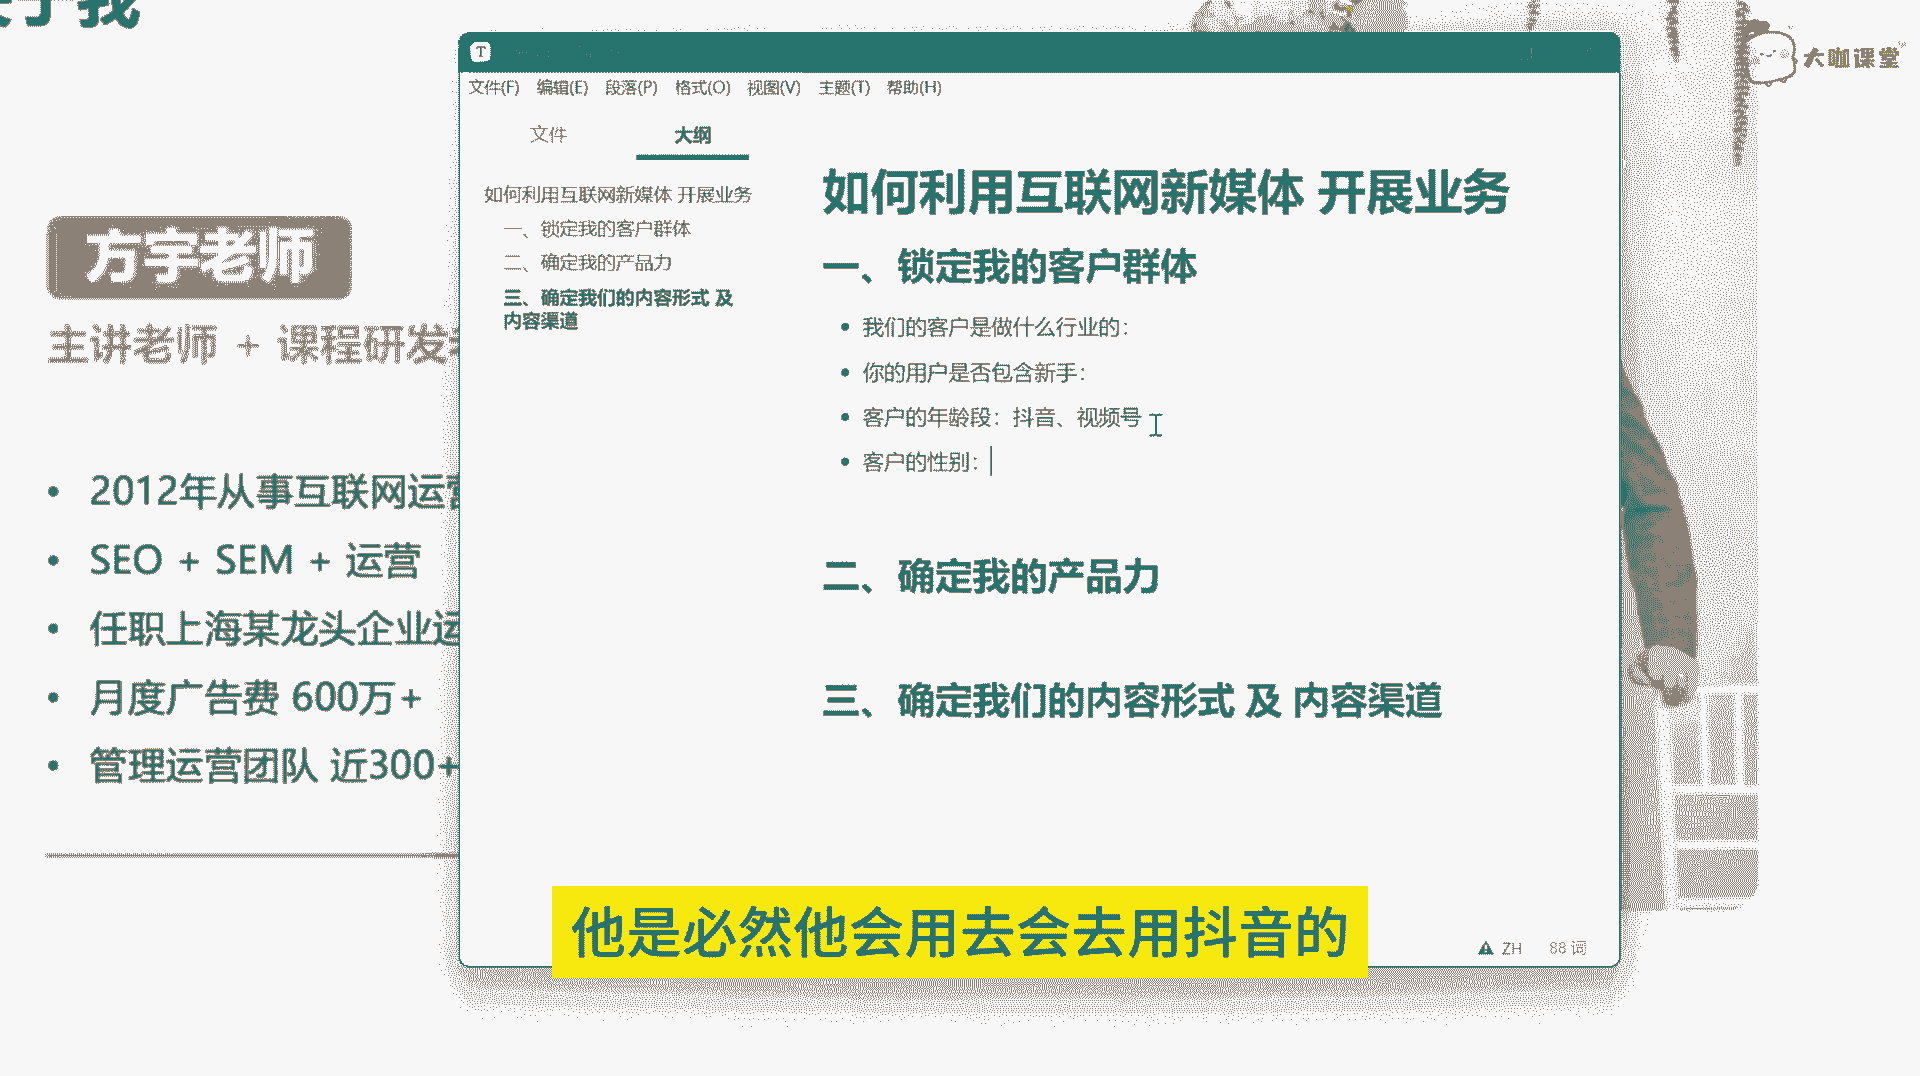 于我
大咖课堂
方宇老师
主讲老师 + 课程研发
2012年从事互联网运营
SEO + SEM + 运营
任职上海某龙头企业运
月度广告费 600万+
管理运营团队 近300+
T
文件(F) 编辑(E) 段落(P) 格式(O) 视图(V) 主题(T) 帮助(H)
文件 大纲
如何利用互联网新媒体 开展业务
一、锁定我的客户群体
二、确定我的产品力
三、确定我们的内容形式 及
内容渠道
如何利用互联网新媒体 开展业务
一、锁定我的客户群体
我们的客户是做什么行业的：
你的用户是否包含新手：
客户的年龄段：抖音、视频号
客户的性别：
二、确定我的产品力
三、确定我们的内容形式 及 内容渠道
ZH 88 词
他是必然他会用去会去用抖音的